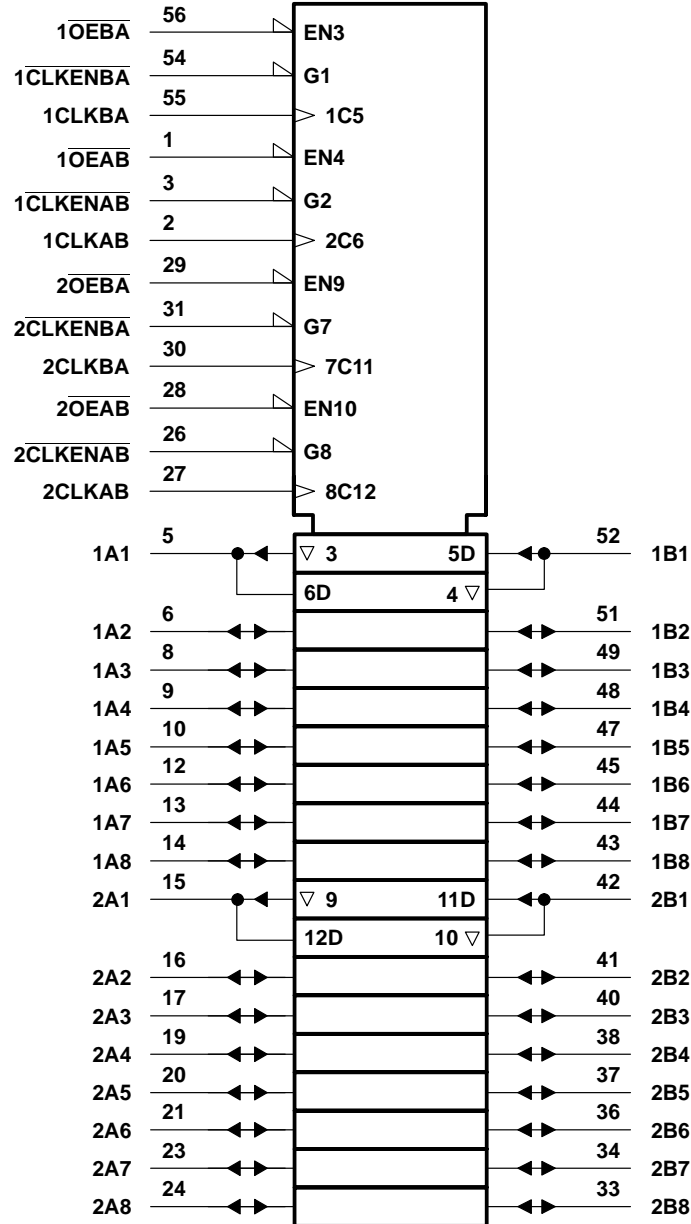 1OEBA 56 EN3
1CLKENBA 54 G1
1CLKBA 55 1C5
1OEAB 1 EN4
1CLKENAB 3 G2
1CLKAB 2 2C6
2OEBA 29 EN9
2CLKENBA 31 G7
2CLKBA 30 7C11
2OEAB 28 EN10
2CLKENAB 26 G8
2CLKAB 27 8C12
1A1 5 ▽ 3 5D 52 1B1
6D 4 ▽
1A2 6 51 1B2
1A3 8 49 1B3
1A4 9 48 1B4
1A5 10 47 1B5
1A6 12 45 1B6
1A7 13 44 1B7
1A8 14 43 1B8
2A1 15 ▽ 9 11D 42 2B1
12D 10 ▽
2A2 16 41 2B2
2A3 17 40 2B3
2A4 19 38 2B4
2A5 20 37 2B5
2A6 21 36 2B6
2A7 23 34 2B7
2A8 24 33 2B8